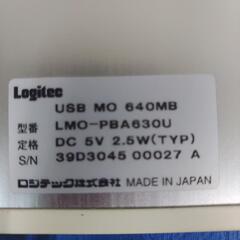 Logitec
USB MO 640MB
型番 LMO-PBA630U
定格 DC 5V 2.5W(TYP)
S/N 39D3045 00027 A
ロジテック株式会社 MADE IN JAPAN